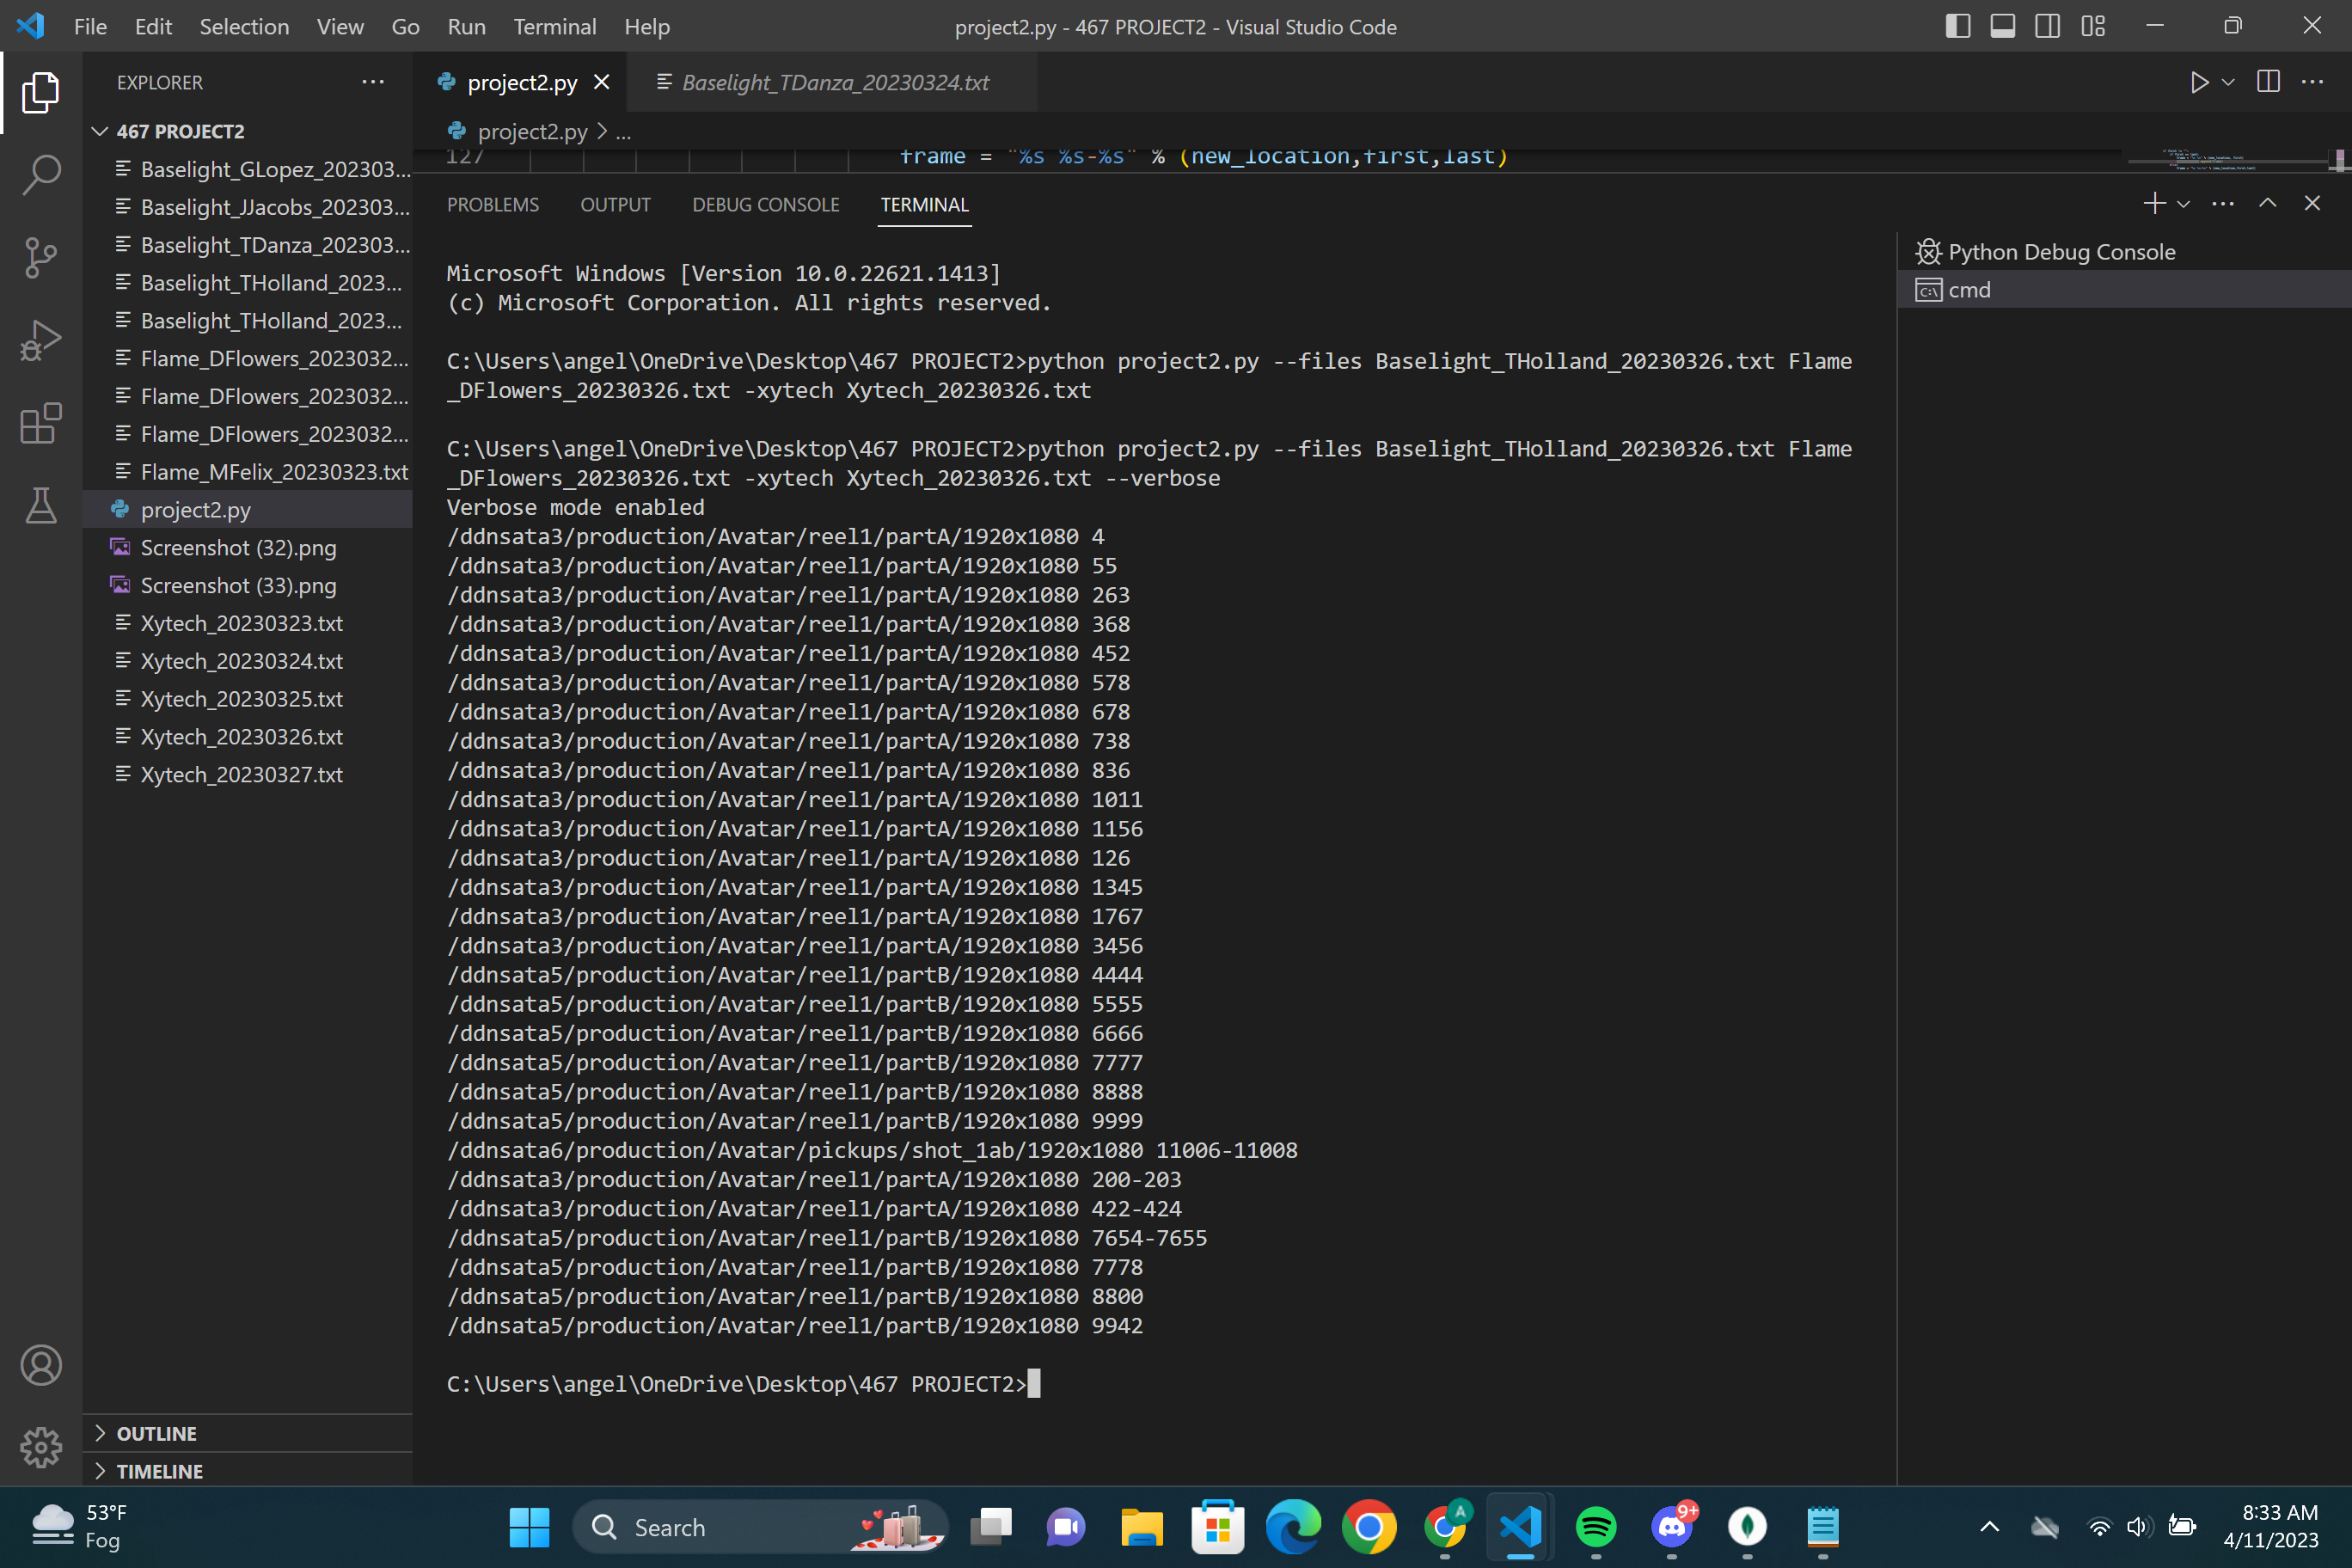 File Edit Selection View Go Run Terminal Help
project2.py - 467 PROJECT2 - Visual Studio Code
EXPLORER
467 PROJECT2
Baselight_GLopez_202303...
Baselight_JJacobs_202303...
Baselight_TDanza_202303...
Baselight_THolland_2023...
Baselight_THolland_2023...
Flame_DFlowers_2023032...
Flame_DFlowers_2023032...
Flame_DFlowers_2023032...
Flame_MFelix_20230323.txt
project2.py
Screenshot (32).png
Screenshot (33).png
Xytech_20230323.txt
Xytech_20230324.txt
Xytech_20230325.txt
Xytech_20230326.txt
Xytech_20230327.txt
OUTLINE
TIMELINE
project2.py
Baselight_TDanza_20230324.txt
project2.py > ...
127 frame = "%s %s-%s" % (new_location,first,last)
PROBLEMS OUTPUT DEBUG CONSOLE TERMINAL
Microsoft Windows [Version 10.0.22621.1413]
(c) Microsoft Corporation. All rights reserved.
C:\Users\angel\OneDrive\Desktop\467 PROJECT2>python project2.py --files Baselight_THolland_20230326.txt Flame
_DFlowers_20230326.txt -xytech Xytech_20230326.txt
C:\Users\angel\OneDrive\Desktop\467 PROJECT2>python project2.py --files Baselight_THolland_20230326.txt Flame
_DFlowers_20230326.txt -xytech Xytech_20230326.txt --verbose
Verbose mode enabled
/ddnsata3/production/Avatar/reel1/partA/1920x1080 4
/ddnsata3/production/Avatar/reel1/partA/1920x1080 55
/ddnsata3/production/Avatar/reel1/partA/1920x1080 263
/ddnsata3/production/Avatar/reel1/partA/1920x1080 368
/ddnsata3/production/Avatar/reel1/partA/1920x1080 452
/ddnsata3/production/Avatar/reel1/partA/1920x1080 578
/ddnsata3/production/Avatar/reel1/partA/1920x1080 678
/ddnsata3/production/Avatar/reel1/partA/1920x1080 738
/ddnsata3/production/Avatar/reel1/partA/1920x1080 836
/ddnsata3/production/Avatar/reel1/partA/1920x1080 1011
/ddnsata3/production/Avatar/reel1/partA/1920x1080 1156
/ddnsata3/production/Avatar/reel1/partA/1920x1080 126
/ddnsata3/production/Avatar/reel1/partA/1920x1080 1345
/ddnsata3/production/Avatar/reel1/partA/1920x1080 1767
/ddnsata3/production/Avatar/reel1/partA/1920x1080 3456
/ddnsata5/production/Avatar/reel1/partB/1920x1080 4444
/ddnsata5/production/Avatar/reel1/partB/1920x1080 5555
/ddnsata5/production/Avatar/reel1/partB/1920x1080 6666
/ddnsata5/production/Avatar/reel1/partB/1920x1080 7777
/ddnsata5/production/Avatar/reel1/partB/1920x1080 8888
/ddnsata5/production/Avatar/reel1/partB/1920x1080 9999
/ddnsata6/production/Avatar/pickups/shot_1ab/1920x1080 11006-11008
/ddnsata3/production/Avatar/reel1/partA/1920x1080 200-203
/ddnsata3/production/Avatar/reel1/partA/1920x1080 422-424
/ddnsata5/production/Avatar/reel1/partB/1920x1080 7654-7655
/ddnsata5/production/Avatar/reel1/partB/1920x1080 7778
/ddnsata5/production/Avatar/reel1/partB/1920x1080 8800
/ddnsata5/production/Avatar/reel1/partB/1920x1080 9942
C:\Users\angel\OneDrive\Desktop\467 PROJECT2>
Python Debug Console
cmd
53°F
Fog
Search
A
9+
8:33 AM
4/11/2023